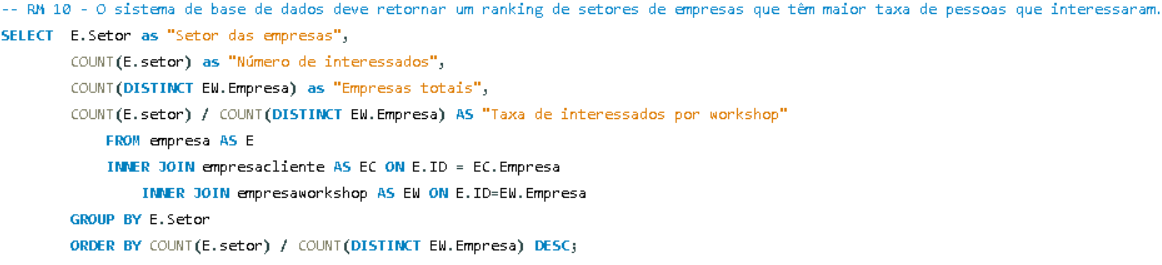 -- RM 10 - O sistema de base de dados deve retornar um ranking de setores de empresas que têm maior taxa de pessoas que interessaram.
SELECT E.Setor as "Setor das empresas",
COUNT(E.setor) as "Número de interessados",
COUNT(DISTINCT EW.Empresa) as "Empresas totais",
COUNT(E.setor) / COUNT(DISTINCT EW.Empresa) AS "Taxa de interessados por workshop"
FROM empresa AS E
INNER JOIN empresacliente AS EC ON E.ID = EC.Empresa
INNER JOIN empresaworkshop AS EW ON E.ID=EW.Empresa
GROUP BY E.Setor
ORDER BY COUNT(E.setor) / COUNT(DISTINCT EW.Empresa) DESC;